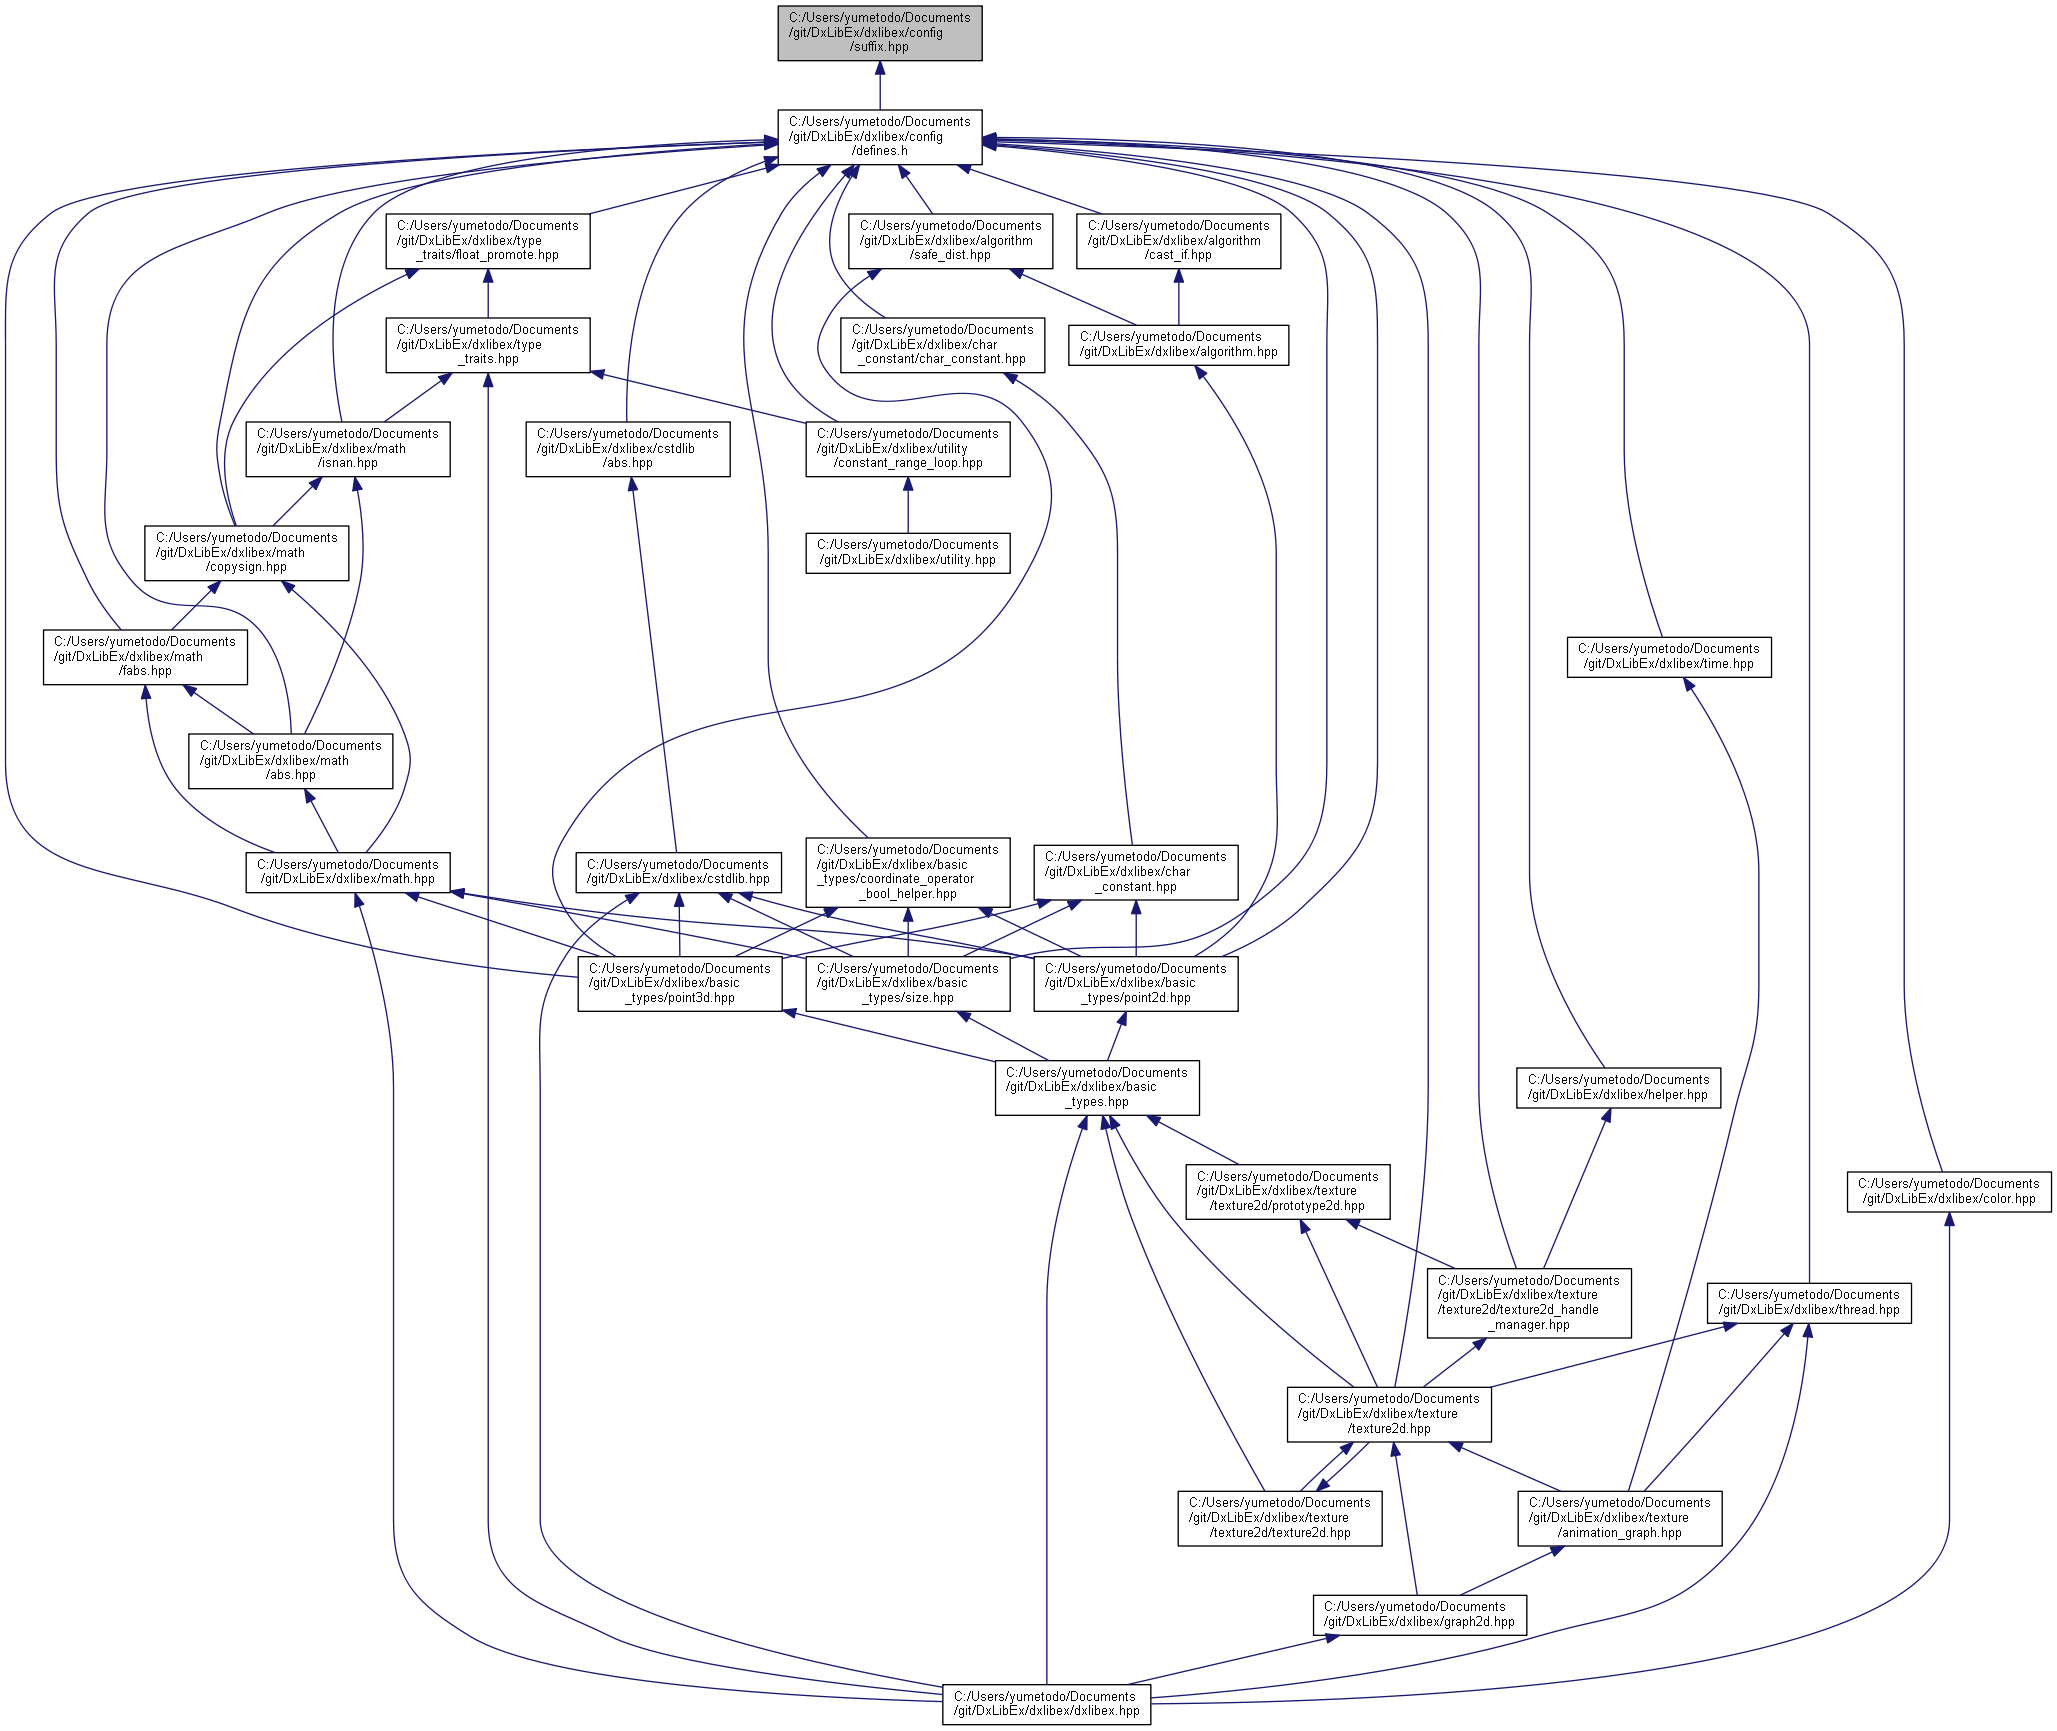 C:/Users/yumetodo/Documents
/git/DxLibEx/dxlibex/config
/suffix.hpp
C:/Users/yumetodo/Documents
/git/DxLibEx/dxlibex/config
/defines.h
C:/Users/yumetodo/Documents
/git/DxLibEx/dxlibex/type
_traits/float_promote.hpp
C:/Users/yumetodo/Documents
/git/DxLibEx/dxlibex/algorithm
/safe_dist.hpp
C:/Users/yumetodo/Documents
/git/DxLibEx/dxlibex/algorithm
/cast_if.hpp
C:/Users/yumetodo/Documents
/git/DxLibEx/dxlibex/type
_traits.hpp
C:/Users/yumetodo/Documents
/git/DxLibEx/dxlibex/char
_constant/char_constant.hpp
C:/Users/yumetodo/Documents
/git/DxLibEx/dxlibex/algorithm.hpp
C:/Users/yumetodo/Documents
/git/DxLibEx/dxlibex/math
/isnan.hpp
C:/Users/yumetodo/Documents
/git/DxLibEx/dxlibex/cstdlib
/abs.hpp
C:/Users/yumetodo/Documents
/git/DxLibEx/dxlibex/utility
/constant_range_loop.hpp
C:/Users/yumetodo/Documents
/git/DxLibEx/dxlibex/math
/copysign.hpp
C:/Users/yumetodo/Documents
/git/DxLibEx/dxlibex/utility.hpp
C:/Users/yumetodo/Documents
/git/DxLibEx/dxlibex/math
/fabs.hpp
C:/Users/yumetodo/Documents
/git/DxLibEx/dxlibex/time.hpp
C:/Users/yumetodo/Documents
/git/DxLibEx/dxlibex/math
/abs.hpp
C:/Users/yumetodo/Documents
/git/DxLibEx/dxlibex/math.hpp
C:/Users/yumetodo/Documents
/git/DxLibEx/dxlibex/cstdlib.hpp
C:/Users/yumetodo/Documents
/git/DxLibEx/dxlibex/basic
_types/coordinate_operator
_bool_helper.hpp
C:/Users/yumetodo/Documents
/git/DxLibEx/dxlibex/char
_constant.hpp
C:/Users/yumetodo/Documents
/git/DxLibEx/dxlibex/basic
_types/point3d.hpp
C:/Users/yumetodo/Documents
/git/DxLibEx/dxlibex/basic
_types/size.hpp
C:/Users/yumetodo/Documents
/git/DxLibEx/dxlibex/basic
_types/point2d.hpp
C:/Users/yumetodo/Documents
/git/DxLibEx/dxlibex/basic
_types.hpp
C:/Users/yumetodo/Documents
/git/DxLibEx/dxlibex/helper.hpp
C:/Users/yumetodo/Documents
/git/DxLibEx/dxlibex/texture
/texture2d/prototype2d.hpp
C:/Users/yumetodo/Documents
/git/DxLibEx/dxlibex/color.hpp
C:/Users/yumetodo/Documents
/git/DxLibEx/dxlibex/texture
/texture2d/texture2d_handle
_manager.hpp
C:/Users/yumetodo/Documents
/git/DxLibEx/dxlibex/thread.hpp
C:/Users/yumetodo/Documents
/git/DxLibEx/dxlibex/texture
/texture2d.hpp
C:/Users/yumetodo/Documents
/git/DxLibEx/dxlibex/texture
/texture2d/texture2d.hpp
C:/Users/yumetodo/Documents
/git/DxLibEx/dxlibex/texture
/animation_graph.hpp
C:/Users/yumetodo/Documents
/git/DxLibEx/dxlibex/graph2d.hpp
C:/Users/yumetodo/Documents
/git/DxLibEx/dxlibex/dxlibex.hpp